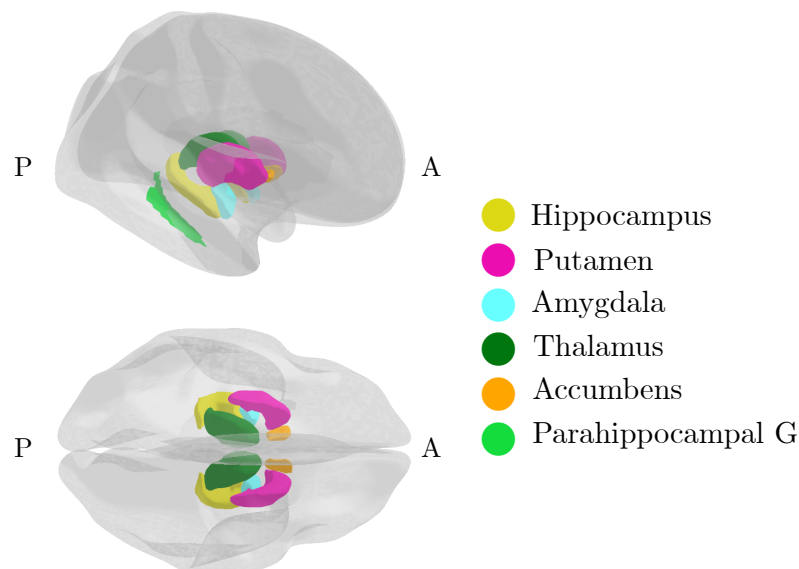 P
A
Hippocampus
Putamen
Amygdala
Thalamus
Accumbens
Parahippocampal G
P
A